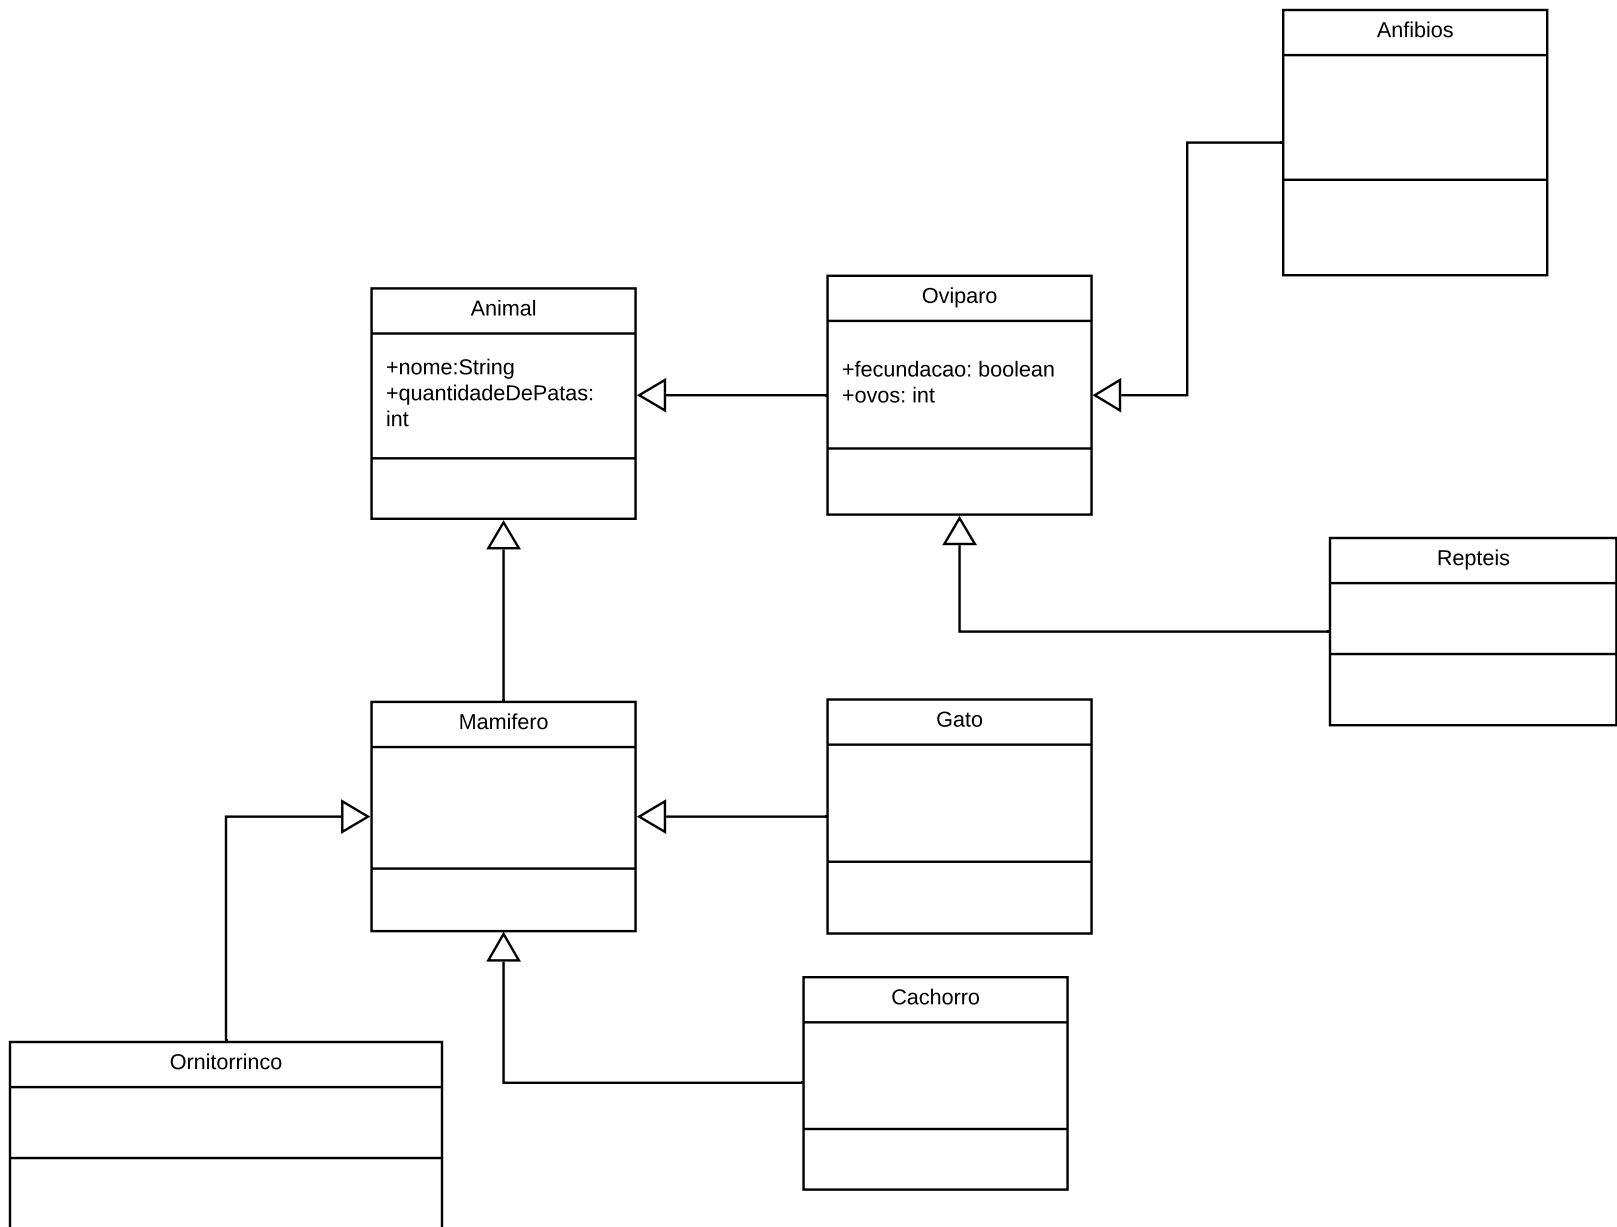 Anfibios
Animal
+nome:String
+quantidadeDePatas:
int
Oviparo
+fecundacao: boolean
+ovos: int
Repteis
Mamifero
Gato
Cachorro
Ornitorrinco